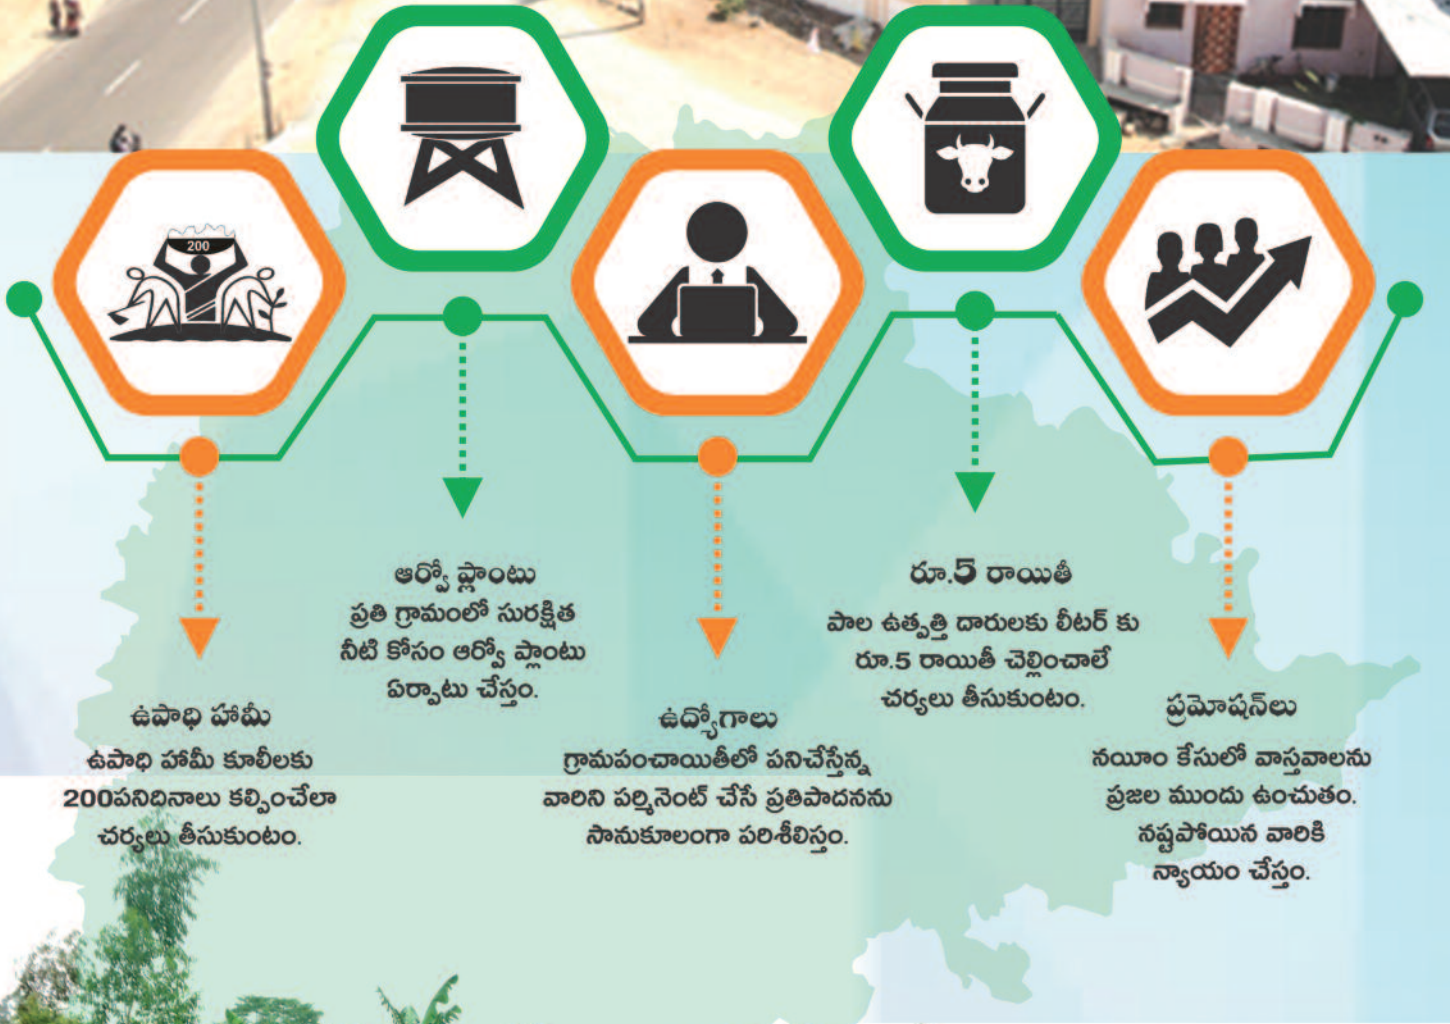 200
ఉపాధి హామీ
ఉపాధి హామీ కూలీలకు
200పనిదినాలు కల్పించేలా
చర్యలు తీసుకుంటం.
ఆర్వో ప్లాంటు
ప్రతి గ్రామంలో సురక్షిత
నీటి కోసం ఆర్వో ప్లాంటు
ఏర్పాటు చేస్తం.
ఉద్యోగాలు
గ్రామపంచాయితీలో పనిచేస్తేన్న
వారిని పర్మినెంట్ చేసే ప్రతిపాదనను
సానుకూలంగా పరిశీలిస్తం.
రూ.5 రాయితీ
పాల ఉత్పత్తి దారులకు లీటర్ కు
రూ.5 రాయితీ చెల్లించాలే
చర్యలు తీసుకుంటం.
ప్రమోషన్‌లు
నయీం కేసులో వాస్తవాలను
ప్రజల ముందు ఉంచుతం.
నష్టపోయిన వారికి
న్యాయం చేస్తం.